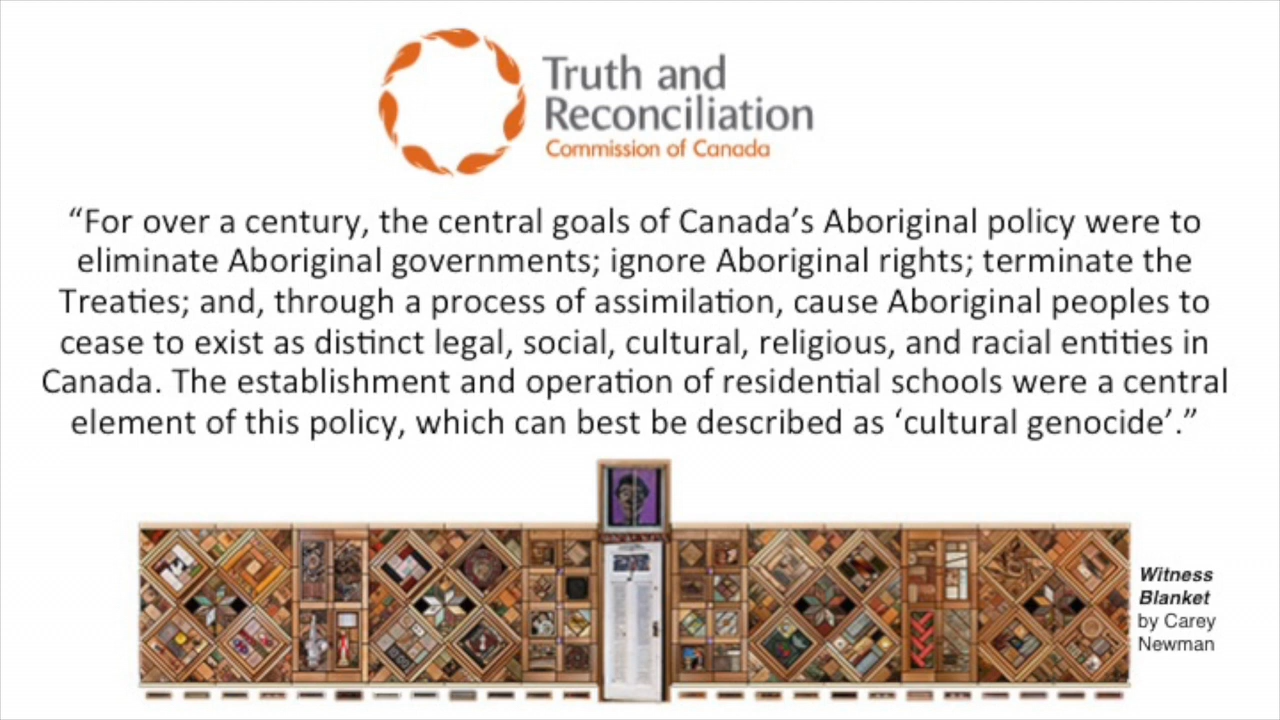 Truth and
Reconciliation
Commission of Canada
“For over a century, the central goals of Canada’s Aboriginal policy were to
eliminate Aboriginal governments; ignore Aboriginal rights; terminate the
Treaties; and, through a process of assimilation, cause Aboriginal peoples to
cease to exist as distinct legal, social, cultural, religious, and racial entities in
Canada. The establishment and operation of residential schools were a central
element of this policy, which can best be described as ‘cultural genocide’.”
Witness
Blanket
by Carey
Newman